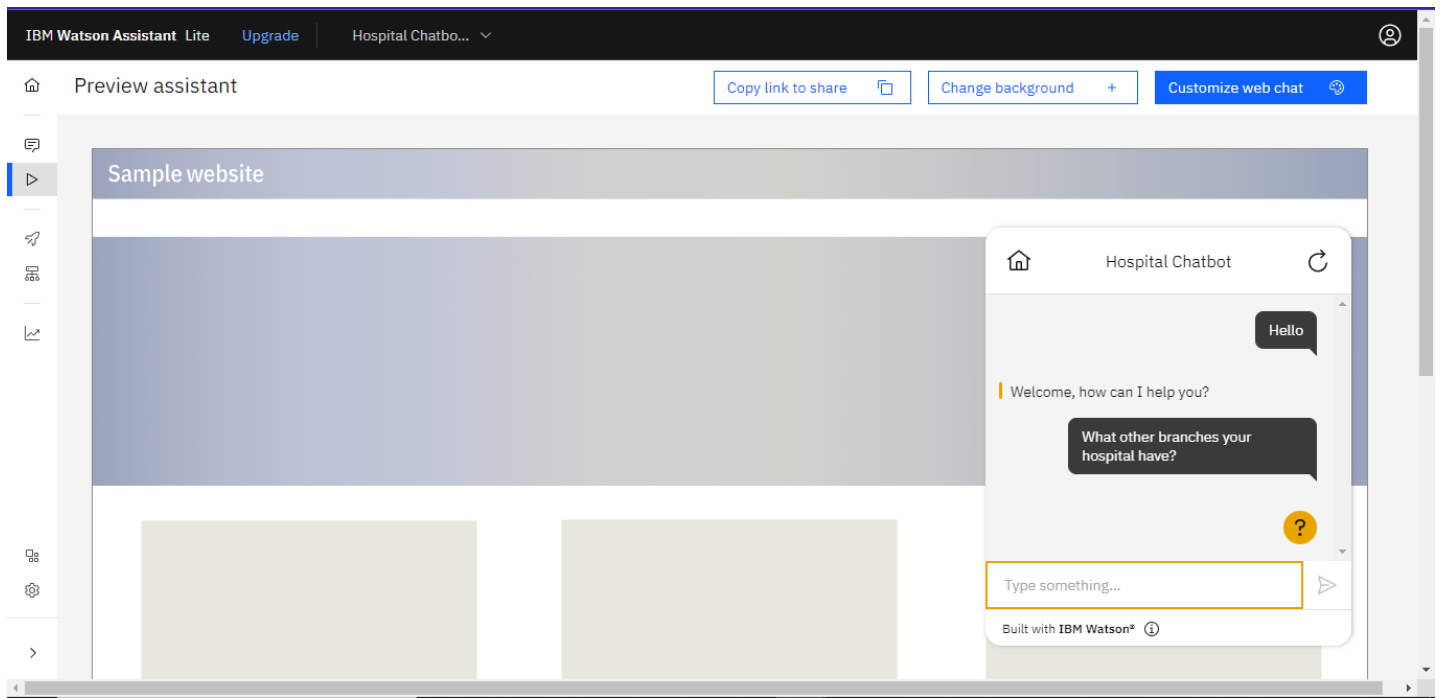 IBM Watson Assistant Lite Upgrade Hospital Chatbo...
Preview assistant Copy link to share Change background + Customize web chat
Sample website
Hospital Chatbot
Hello
Welcome, how can I help you?
What other branches your
hospital have?
?
Type something...
Built with IBM Watson®